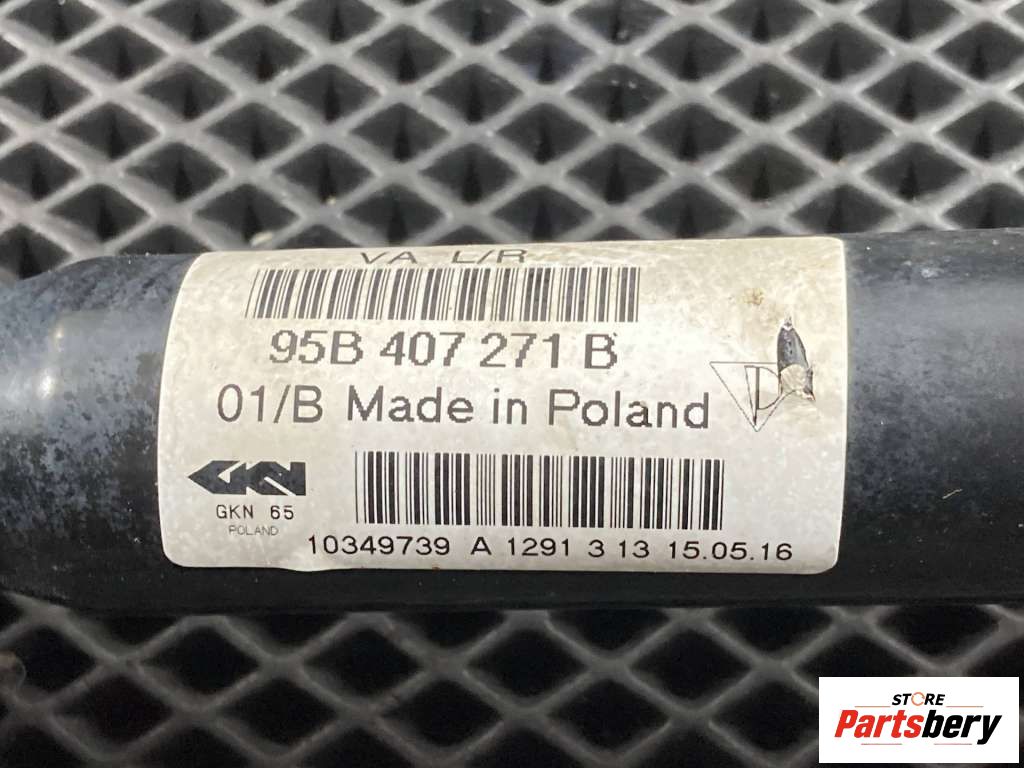 VA L/R
95B 407 271 B
01/B Made in Poland
GKN
GKN 65
POLAND
10349739 A 1291 3 13 15.05.16
STORE
Partsbery